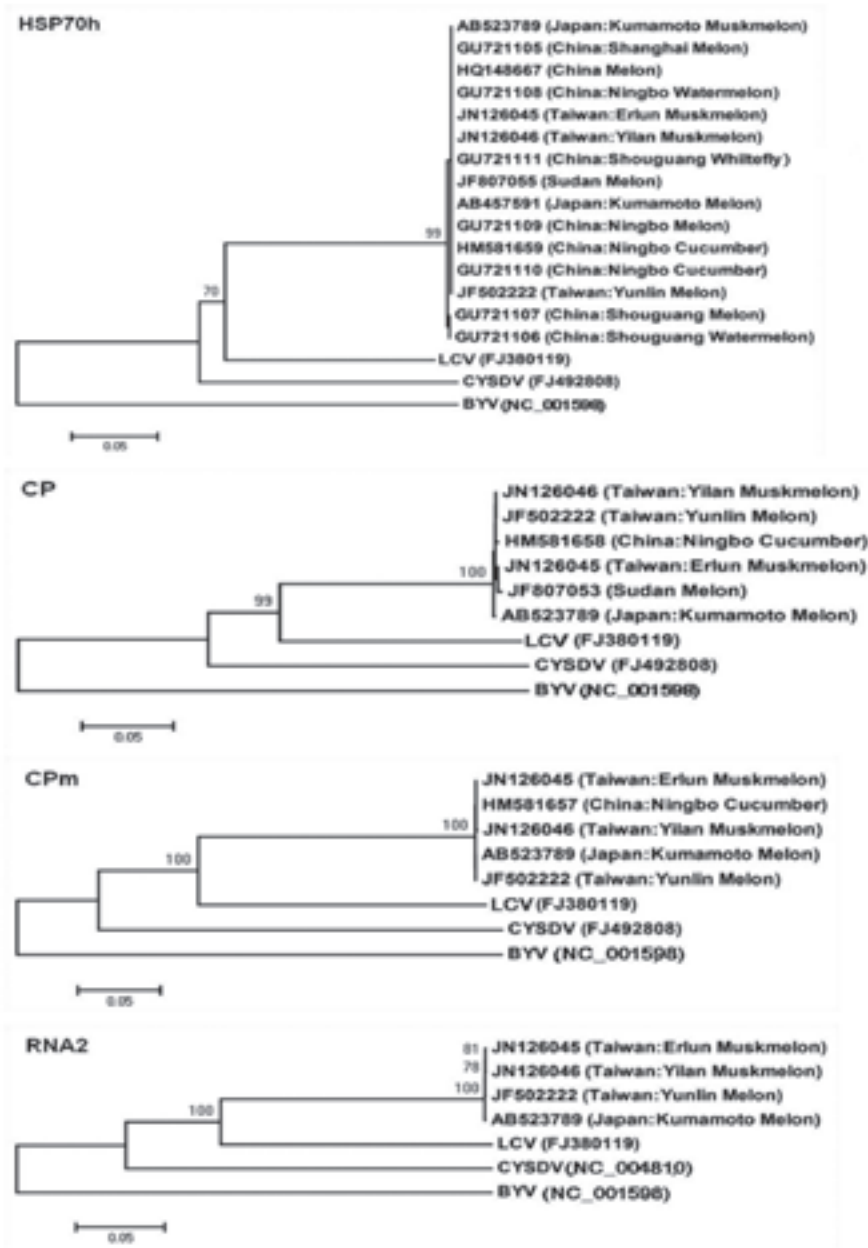 HSP70h
AB523789 (Japan:Kumamoto Muskmelon)
GU721105 (China:Shanghai Melon)
HQ148667 (China Melon)
GU721108 (China:Ningbo Watermelon)
JN126045 (Taiwan:Erlun Muskmelon)
JN126046 (Taiwan:Yilan Muskmelon)
GU721111 (China:Shouguang Whiltefly)
JF807055 (Sudan Melon)
AB457591 (Japan:Kumamoto Melon)
99
GU721109 (China:Ningbo Melon)
HM581659 (China:Ningbo Cucumber)
GU721110 (China:Ningbo Cucumber)
70
JF502222 (Taiwan:Yunlin Melon)
GU721107 (China:Shouguang Melon)
GU721106 (China:Shouguang Watermelon)
LCV (FJ380119)
CYSDV (FJ492808)
BYV (NC_001598)
0.05
CP
JN126046 (Taiwan:Yilan Muskmelon)
JF502222 (Taiwan:Yunlin Melon)
HM581658 (China:Ningbo Cucumber)
100
JN126045 (Taiwan:Erlun Muskmelon)
JF807053 (Sudan Melon)
99
AB523789 (Japan:Kumamoto Melon)
LCV (FJ380119)
CYSDV (FJ492808)
BYV (NC_001598)
0.05
CPm
JN126045 (Taiwan:Erlun Muskmelon)
HM581657 (China:Ningbo Cucumber)
100
JN126046 (Taiwan:Yilan Muskmelon)
AB523789 (Japan:Kumamoto Melon)
100
JF502222 (Taiwan:Yunlin Melon)
LCV (FJ380119)
CYSDV (FJ492808)
BYV (NC_001598)
0.05
RNA2
81
JN126045 (Taiwan:Erlun Muskmelon)
78
JN126046 (Taiwan:Yilan Muskmelon)
100
JF502222 (Taiwan:Yunlin Melon)
100
AB523789 (Japan:Kumamoto Melon)
LCV (FJ380119)
CYSDV (NC_004810)
BYV (NC_001598)
0.05